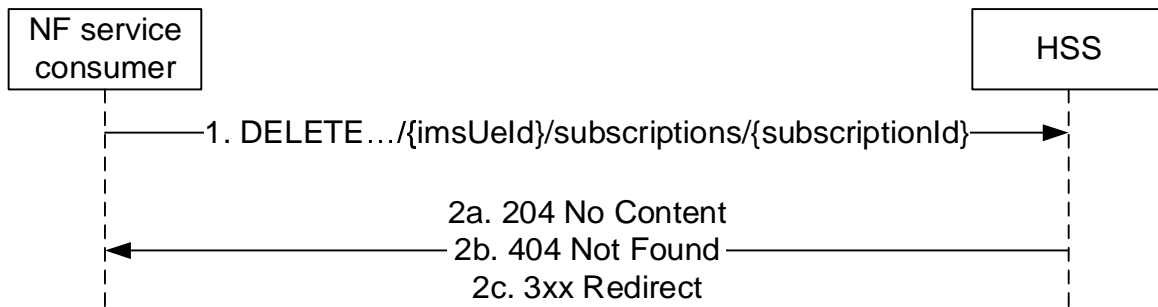 NF service
consumer
HSS
1. DELETE…/{imsUeId}/subscriptions/{subscriptionId}
2a. 204 No Content
2b. 404 Not Found
2c. 3xx Redirect